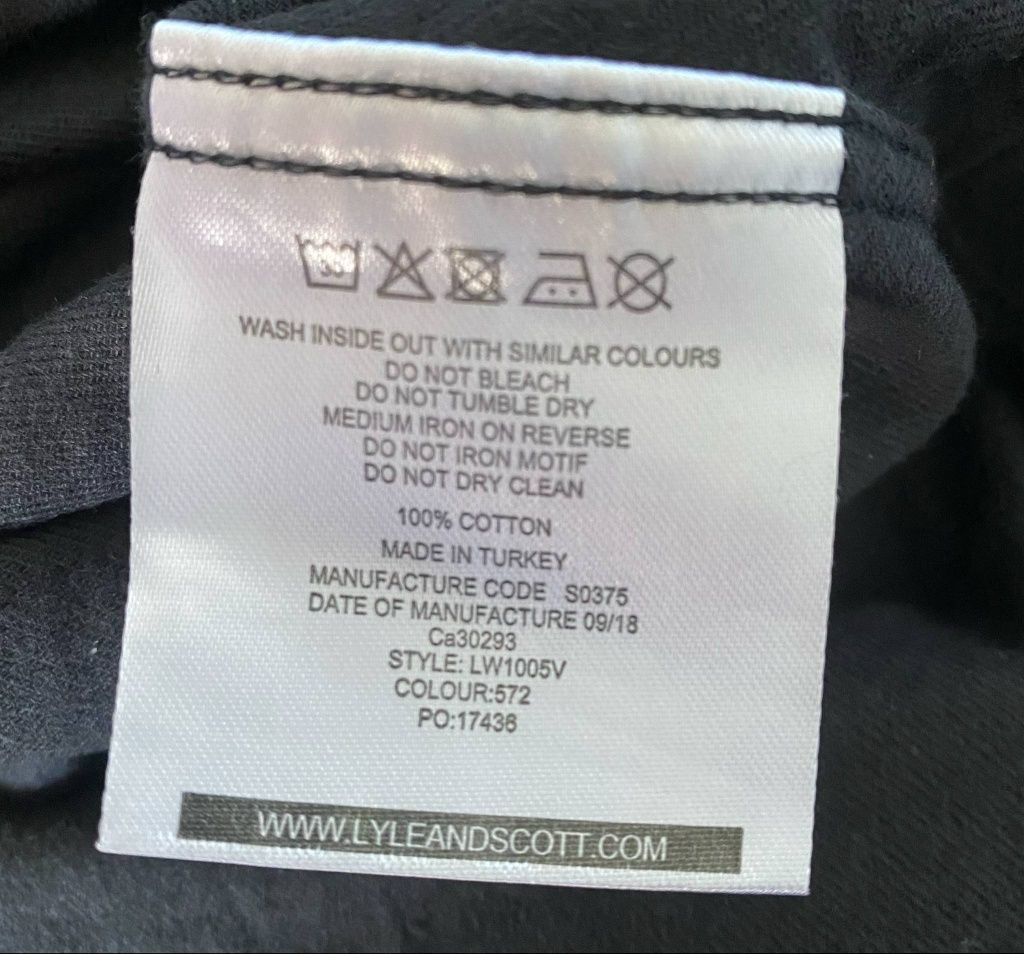 30
WASH INSIDE OUT WITH SIMILAR COLOURS
DO NOT BLEACH
DO NOT TUMBLE DRY
MEDIUM IRON ON REVERSE
DO NOT IRON MOTIF
DO NOT DRY CLEAN
100% COTTON
MADE IN TURKEY
MANUFACTURE CODE S0375
DATE OF MANUFACTURE 09/18
Ca30293
STYLE: LW1005V
COLOUR:572
PO:17436
WWW.LYLEANDSCOTT.COM